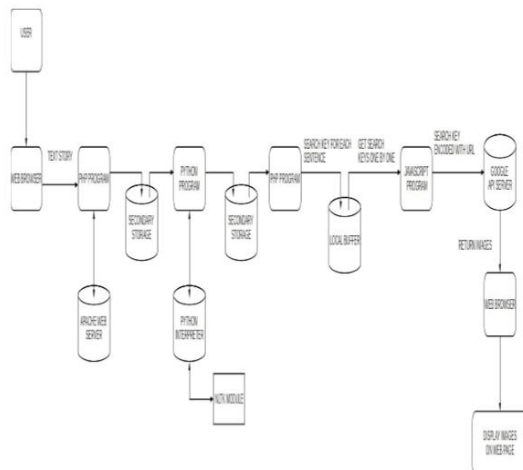 USER
WEB BROWSER
TEXT STORY
PHP PROGRAM
SECONDARY
STORAGE
PYTHON
PROGRAM
SECONDARY
STORAGE
PHP PROGRAM
SEARCH KEY FOR EACH
SENTENCE
LOCAL BUFFER
GET SEARCH
KEYS ONE BY ONE
JAVASCRIPT
PROGRAM
SEARCH KEY
ENCODED WITH URL
GOOGLE
API SERVER
APACHE WEB
SERVER
PYTHON
INTERPRETER
NLTK MODULE
RETURN IMAGES
WEB BROWSER
DISPLAY IMAGES
ON WEB PAGE